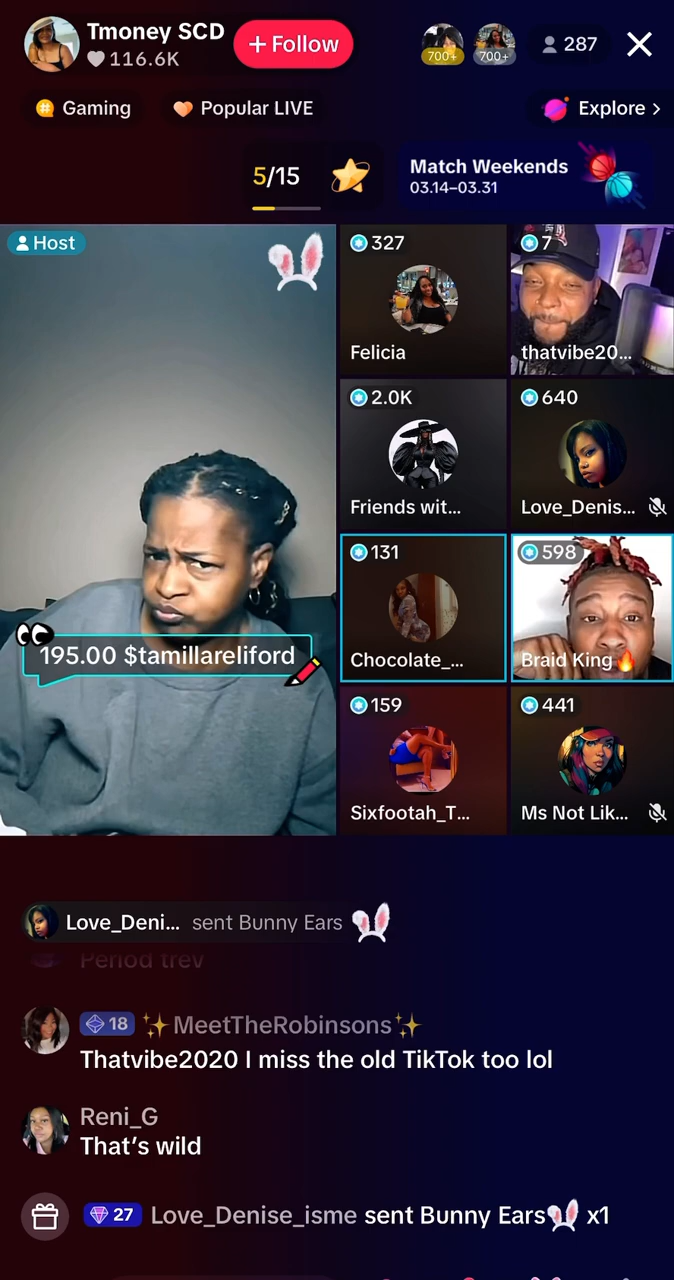 Tmoney SCD
116.6K
+ Follow
700+
700+
287
Gaming
Popular LIVE
Explore >
5/15
Match Weekends
03.14–03.31
Host
327
Felicia
7
thatvibe20...
2.0K
Friends wit...
640
Love_Denis...
131
Chocolate_...
598
Braid King🔥
159
Sixfootah_T...
441
Ms Not Lik...
195.00 $tamillareliford
Love_Deni... sent Bunny Ears
Period trev
18 ✨MeetTheRobinsons✨
Thatvibe2020 I miss the old TikTok too lol
Reni_G
That's wild
27 Love_Denise_isme sent Bunny Ears x1